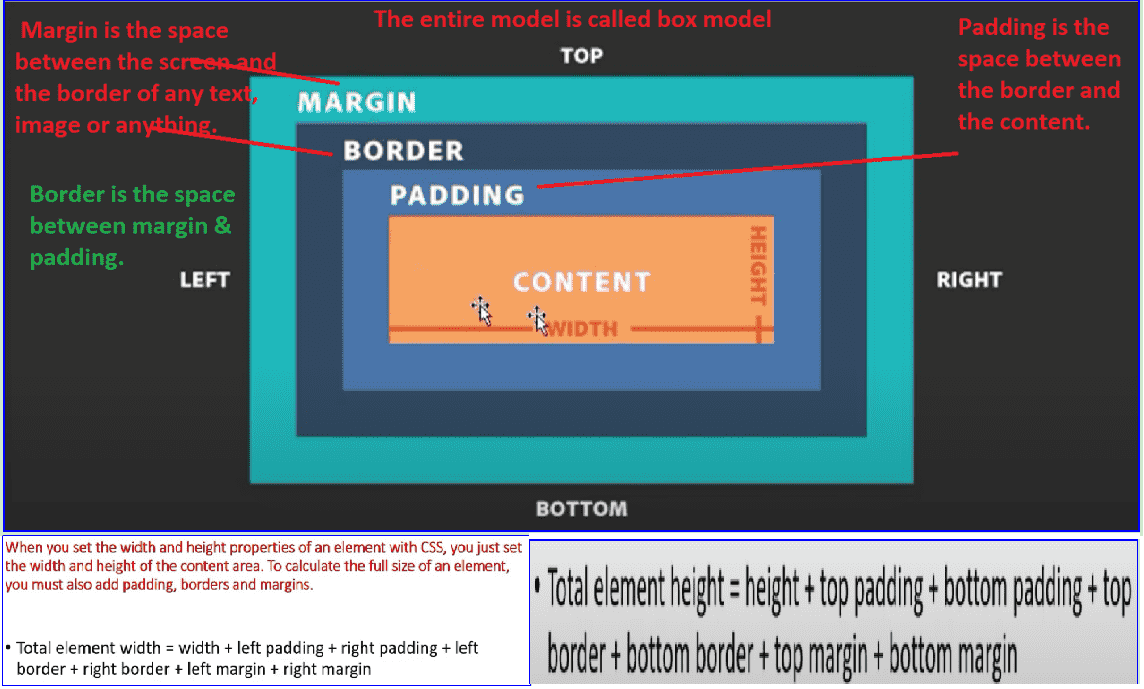 The entire model is called box model
Margin is the space
between the screen and
the border of any text,
image or anything.
Padding is the
space between
the border and
the content.
TOP
MARGIN
BORDER
PADDING
Border is the space
between margin &
padding.
LEFT
CONTENT
HEIGHT
WIDTH
RIGHT
BOTTOM
When you set the width and height properties of an element with CSS, you just set
the width and height of the content area. To calculate the full size of an element,
you must also add padding, borders and margins.
• Total element width = width + left padding + right padding + left
border + right border + left margin + right margin
• Total element height = height + top padding + bottom padding + top
border + bottom border + top margin + bottom margin